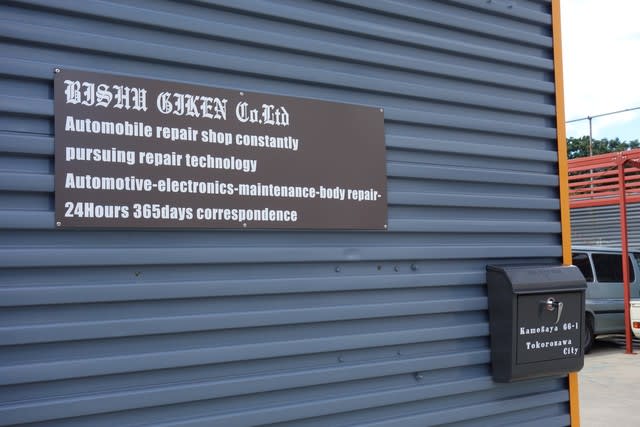 BISHU GIKEN Co.Ltd
Automobile repair shop constantly
pursuing repair technology
Automotive-electronics-maintenance-body repair-
24Hours 365days correspondence
Kamegaya 66-1
Tokorozawa
City